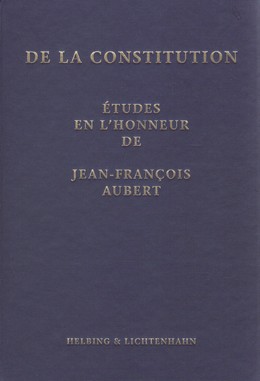 DE LA CONSTITUTION
ÉTUDES
EN L'HONNEUR
DE
JEAN-FRANÇOIS
AUBERT
HELBING & LICHTENHAHN